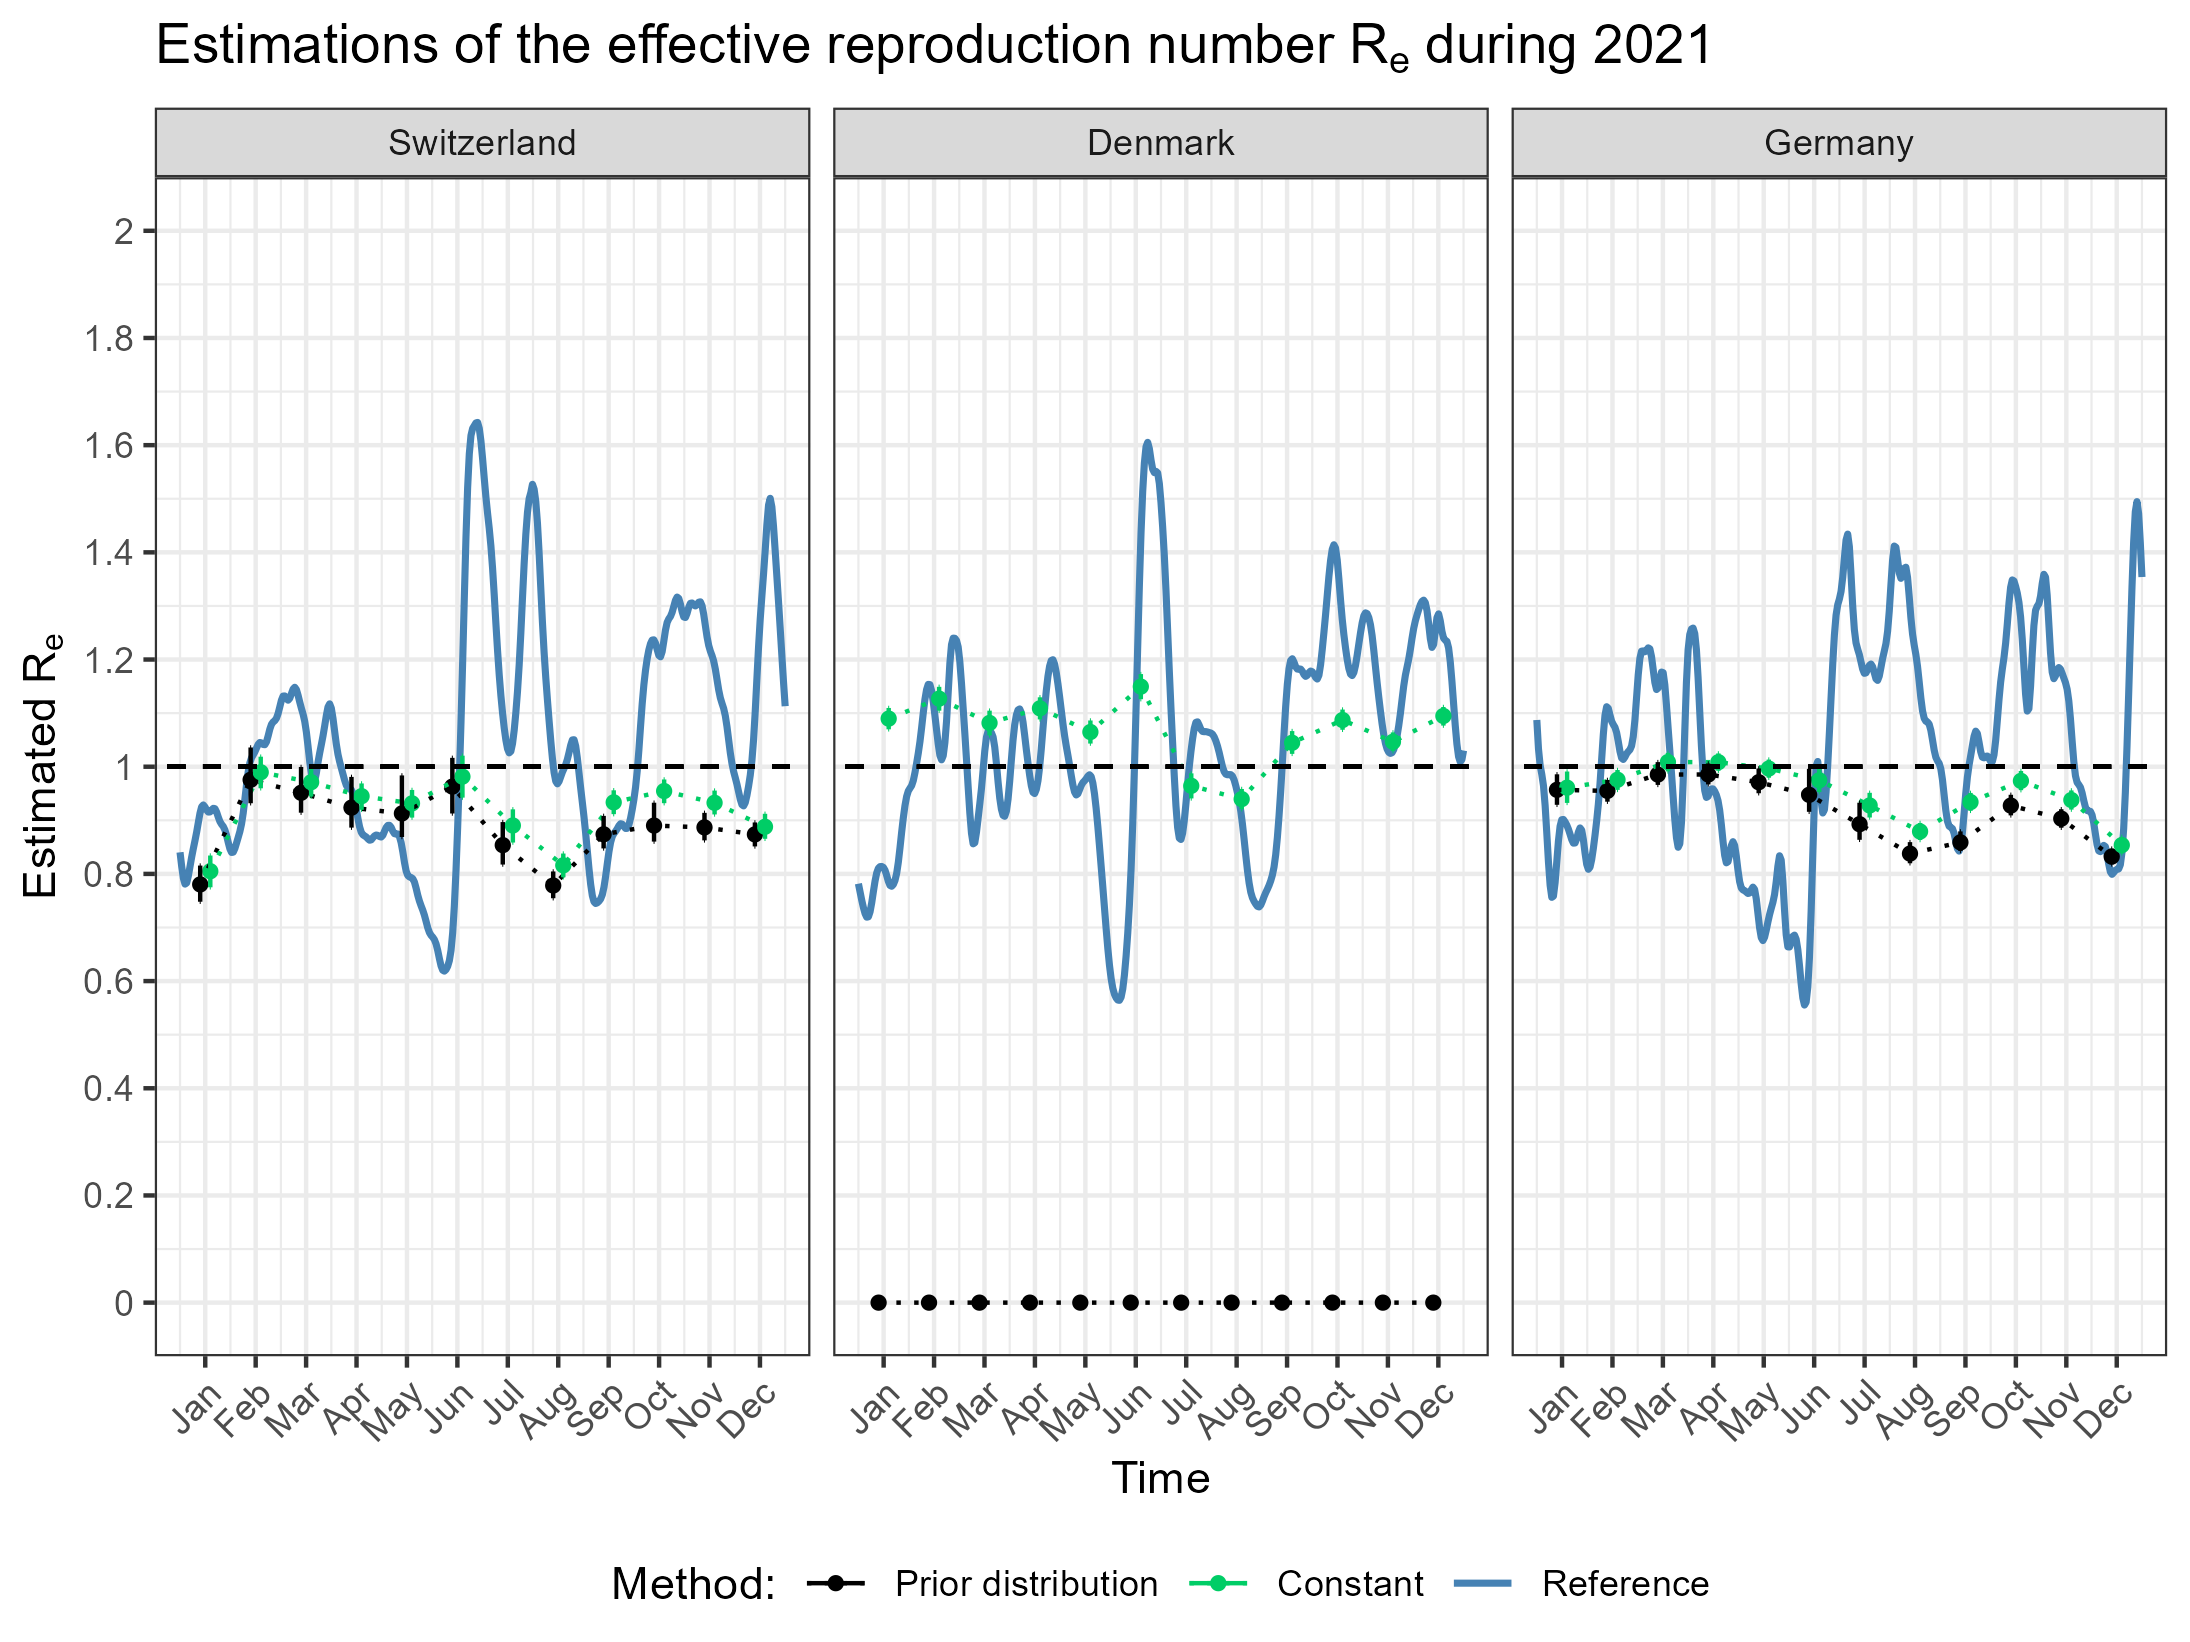 Estimations of the effective reproduction number Re during 2021
Switzerland Denmark Germany
Estimated Re
2
1.8
1.6
1.4
1.2
1
0.8
0.6
0.4
0.2
0
Jan Feb Mar Apr May Jun Jul Aug Sep Oct Nov Dec Jan Feb Mar Apr May Jun Jul Aug Sep Oct Nov Dec Jan Feb Mar Apr May Jun Jul Aug Sep Oct Nov Dec
Time
Method: Prior distribution Constant Reference